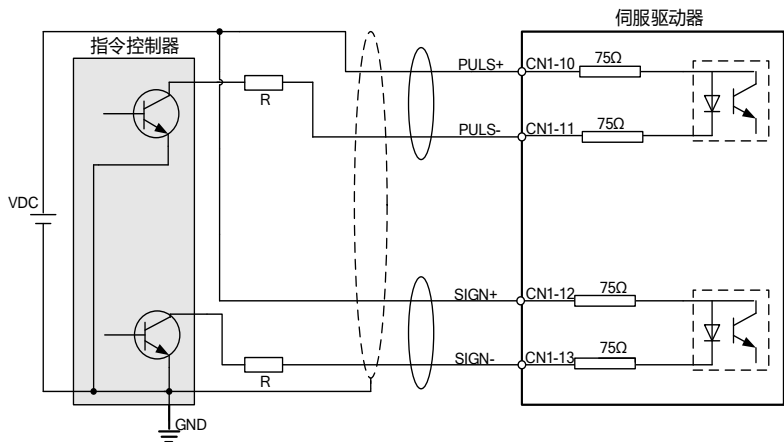 伺服驱动器
指令控制器
PULS+
CN1-10
75Ω
R
PULS-
CN1-11
75Ω
VDC
SIGN+
CN1-12
75Ω
R
SIGN-
CN1-13
75Ω
GND